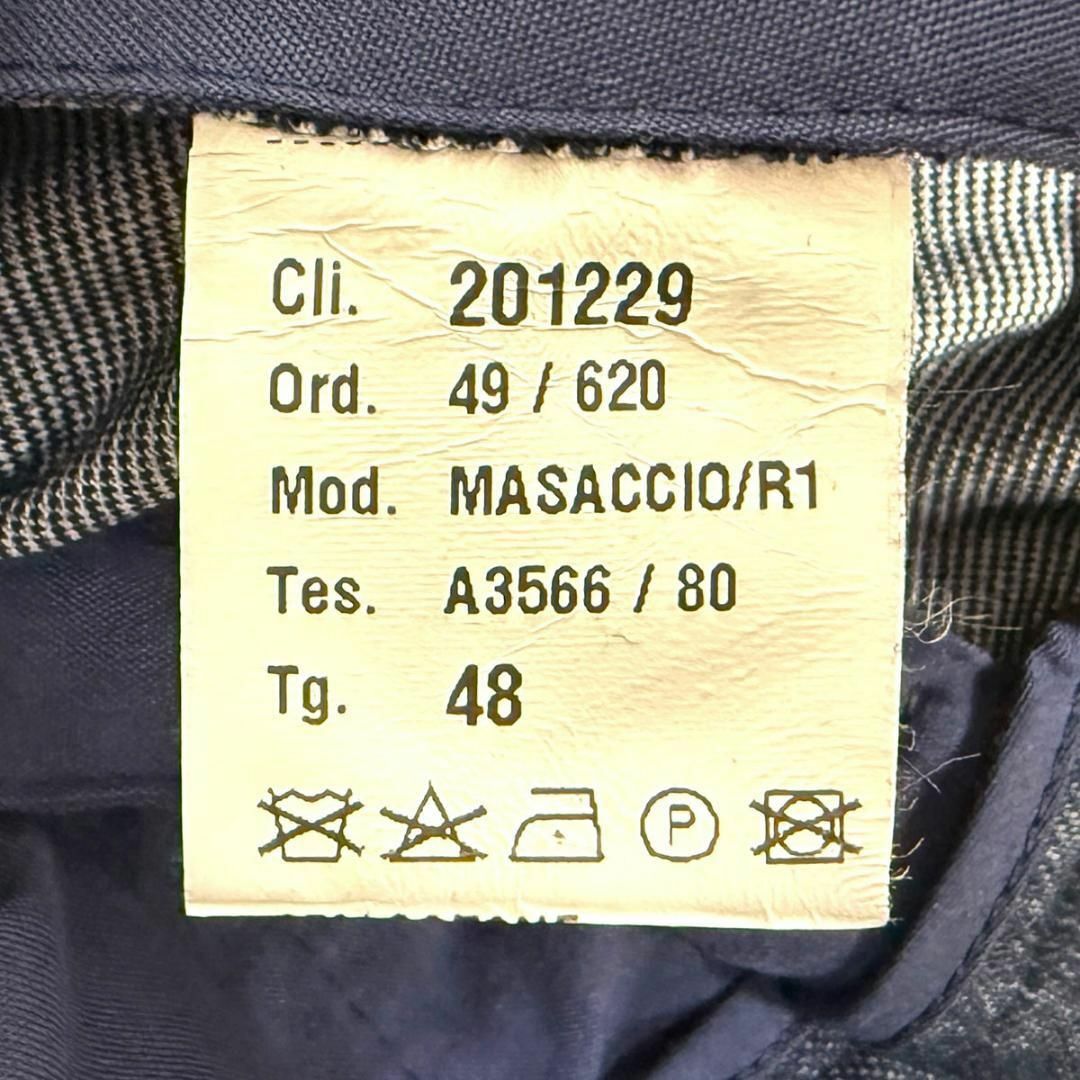 Cli. 201229
Ord. 49 / 620
Mod. MASACCIO/R1
Tes. A3566 / 80
Tg. 48
P